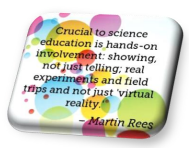 Crucial to science
education is hands-on
involvement: showing,
not just telling; real
experiments and field
trips and not just 'virtual
reality.'
~ Martin Rees